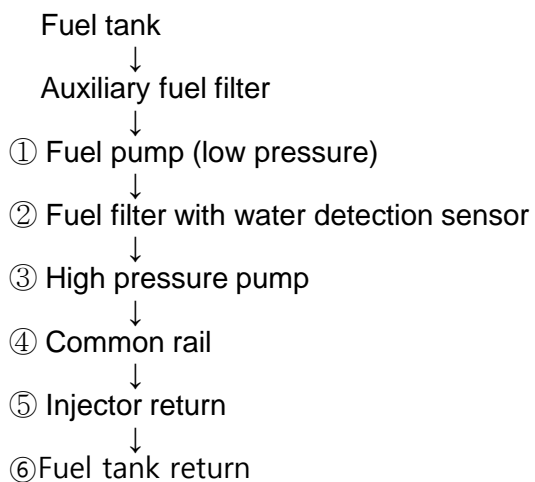 Fuel tank
↓
Auxiliary fuel filter
↓
① Fuel pump (low pressure)
↓
② Fuel filter with water detection sensor
↓
③ High pressure pump
↓
④ Common rail
↓
⑤ Injector return
↓
⑥Fuel tank return